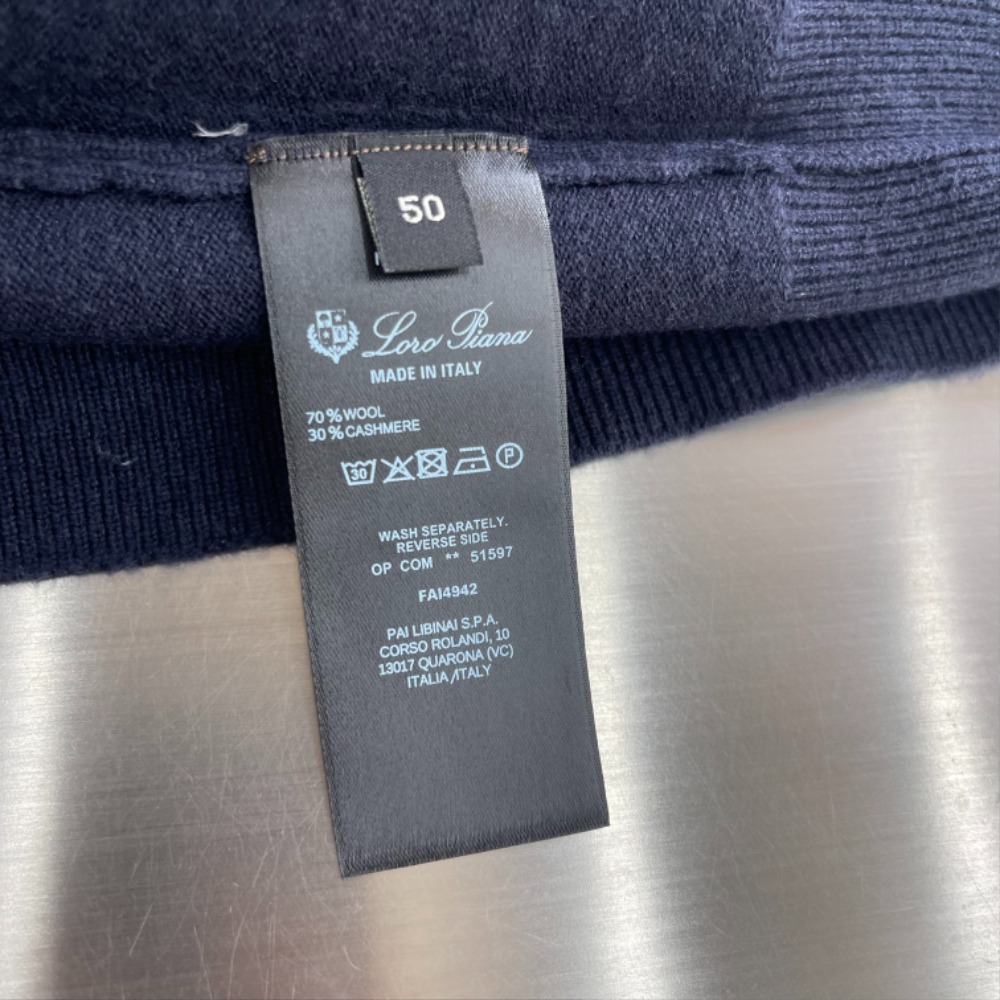 50
Loro Piana
MADE IN ITALY
70% WOOL
30% CASHMERE
30
P
WASH SEPARATELY.
REVERSE SIDE
OP COM ** 51597
FAI4942
PAI LIBINAI S.P.A.
CORSO ROLANDI, 10
13017 QUARONA (VC)
ITALIA/ITALY